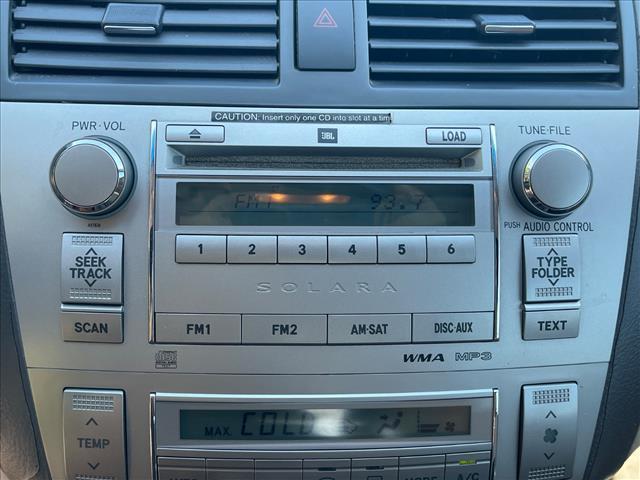 CAUTION: Insert only one CD into slot at a time
PWR·VOL
JBL
LOAD
TUNE·FILE
FM1 93.7
PUSH AUDIO CONTROL
1 2 3 4 5 6
SEEK
TRACK
TYPE
FOLDER
SOLARA
SCAN
FM1 FM2 AM·SAT DISC·AUX
TEXT
WMA MP3
TEMP
MAX. COLD
A/C